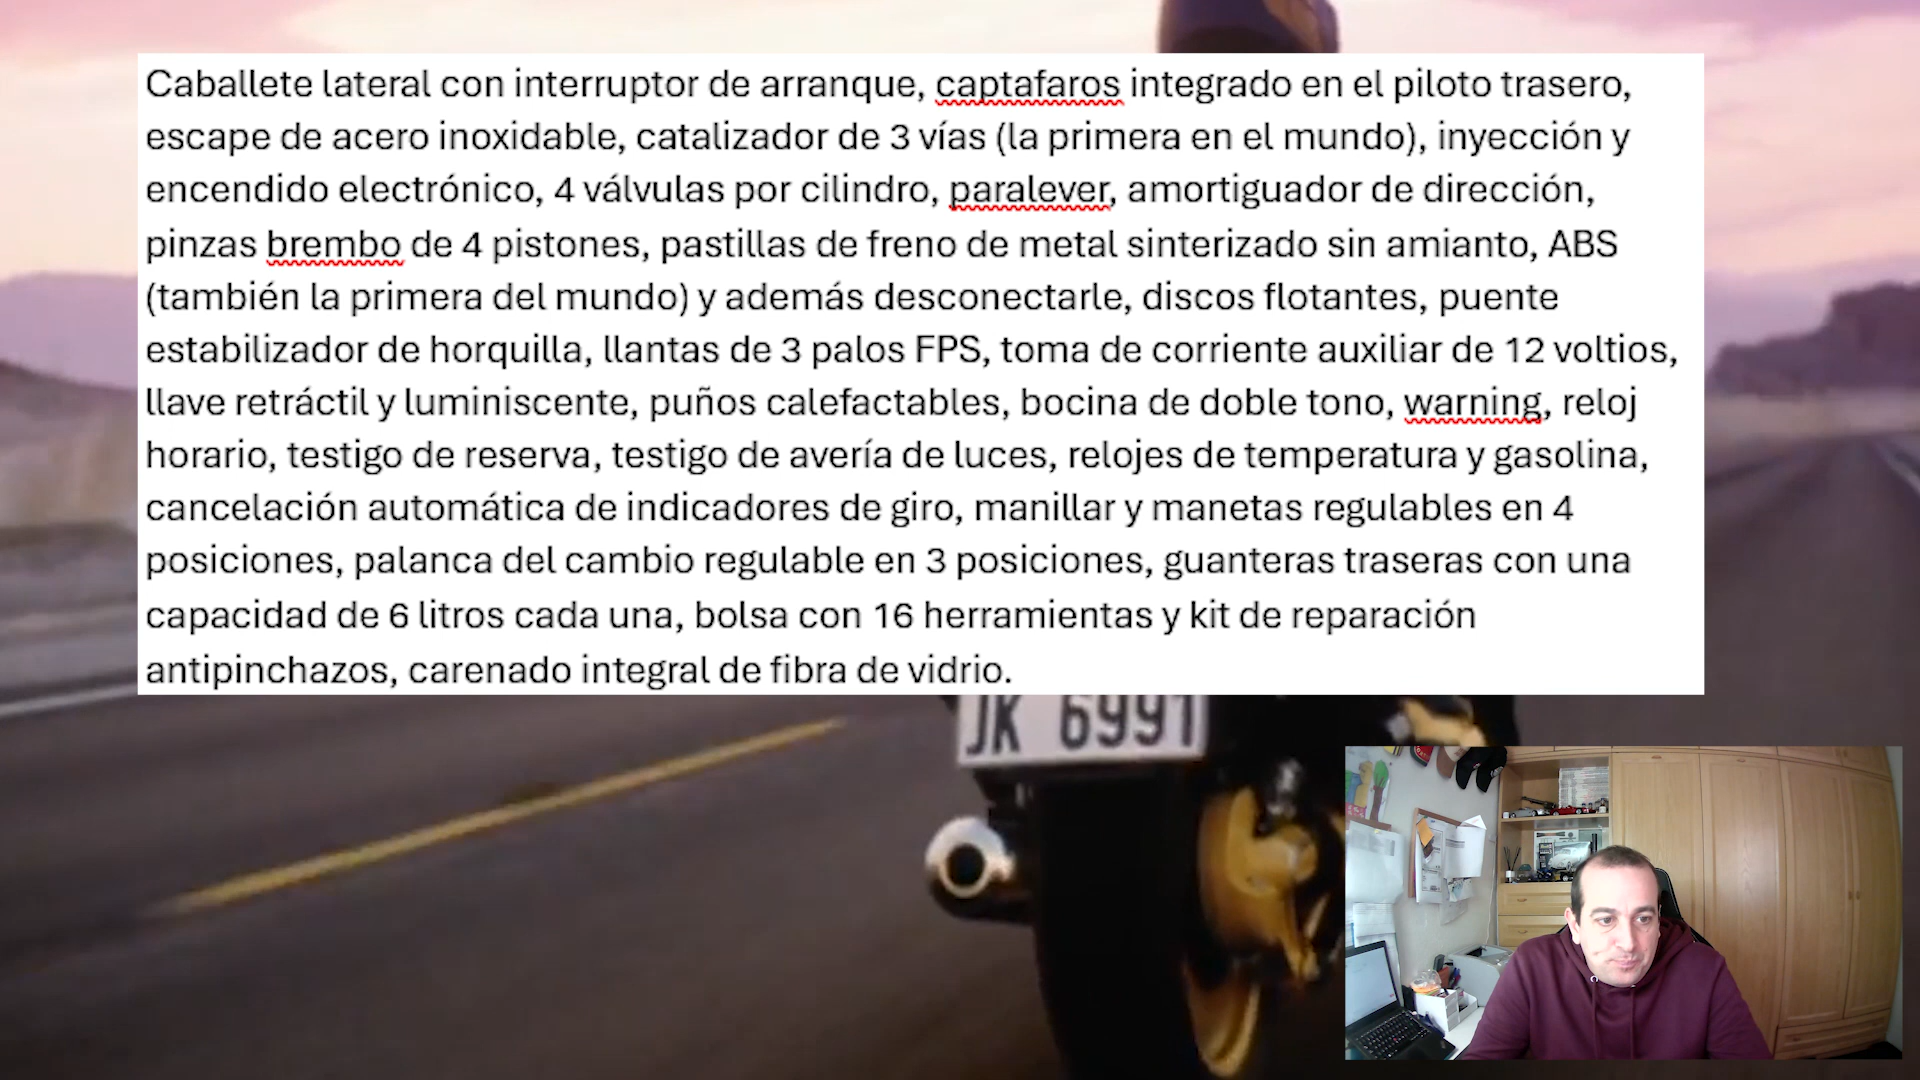 Caballete lateral con interruptor de arranque, captafaros integrado en el piloto trasero,
escape de acero inoxidable, catalizador de 3 vías (la primera en el mundo), inyección y
encendido electrónico, 4 válvulas por cilindro, paralever, amortiguador de dirección,
pinzas brembo de 4 pistones, pastillas de freno de metal sinterizado sin amianto, ABS
(también la primera del mundo) y además desconectarle, discos flotantes, puente
estabilizador de horquilla, llantas de 3 palos FPS, toma de corriente auxiliar de 12 voltios,
llave retráctil y luminiscente, puños calefactables, bocina de doble tono, warning, reloj
horario, testigo de reserva, testigo de avería de luces, relojes de temperatura y gasolina,
cancelación automática de indicadores de giro, manillar y manetas regulables en 4
posiciones, palanca del cambio regulable en 3 posiciones, guanteras traseras con una
capacidad de 6 litros cada una, bolsa con 16 herramientas y kit de reparación
antipinchazos, carenado integral de fibra de vidrio.
JK 6991